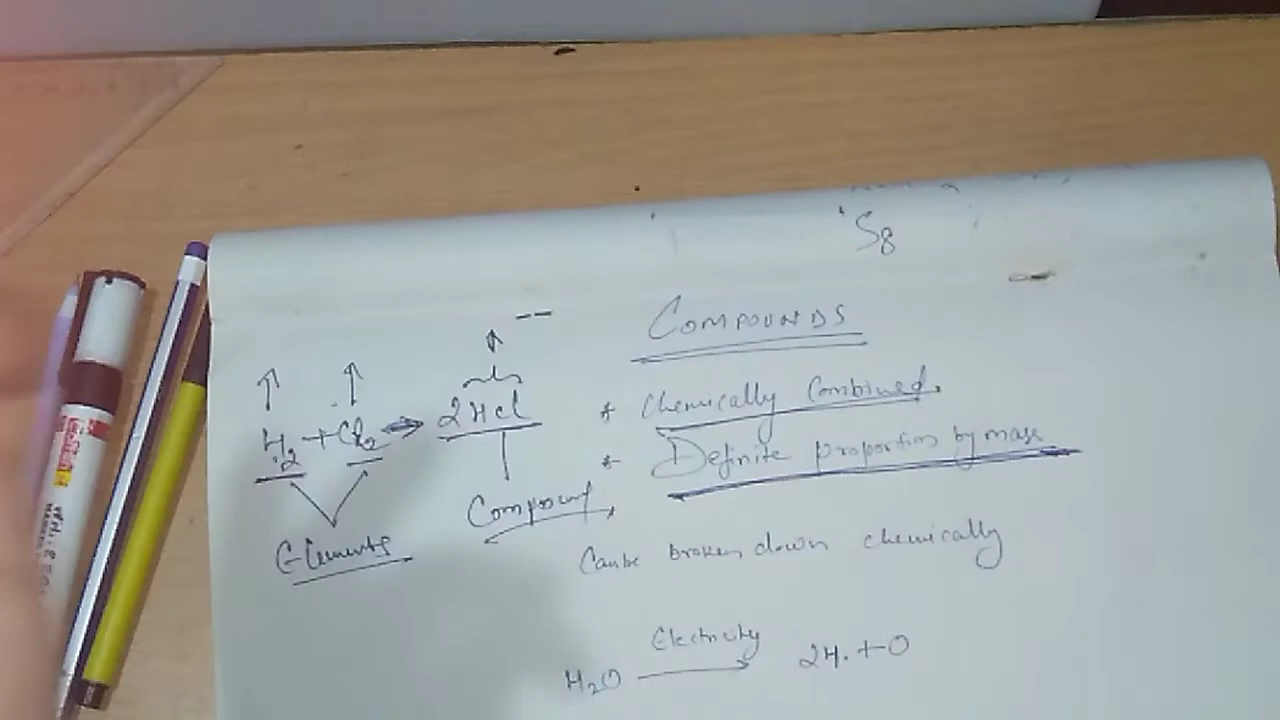 S8
COMPOUNDS
H2 + Cl2 → 2HCl
* Chemically Combined.
* Definite proportion by mass
Elements
Compound,
Can be broken down chemically
Electricity
H2O → 2H. + O